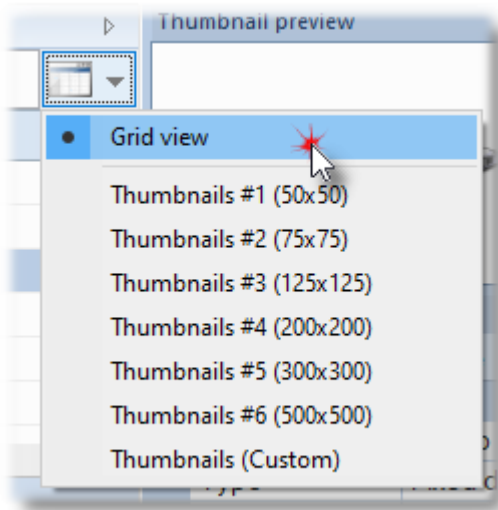 Thumbnail preview
Grid view
Thumbnails #1 (50x50)
Thumbnails #2 (75x75)
Thumbnails #3 (125x125)
Thumbnails #4 (200x200)
Thumbnails #5 (300x300)
Thumbnails #6 (500x500)
Thumbnails (Custom)